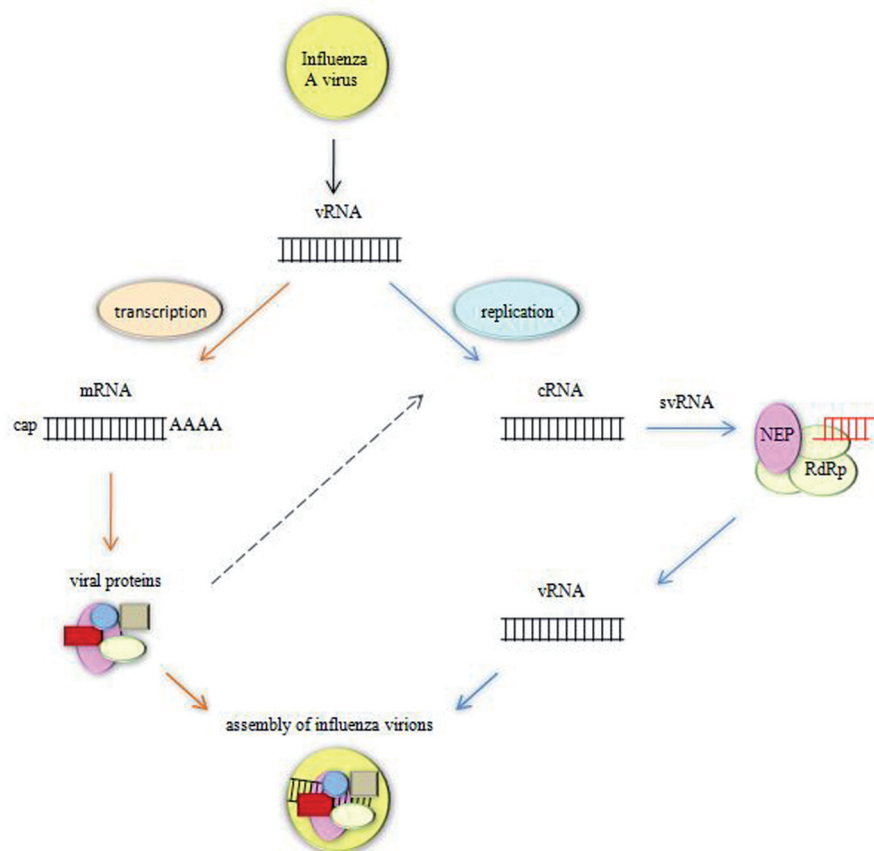 Influenza
A virus
vRNA
transcription
replication
mRNA
cap
AAAA
cRNA
svRNA
NEP
RdRp
viral proteins
vRNA
assembly of influenza virions